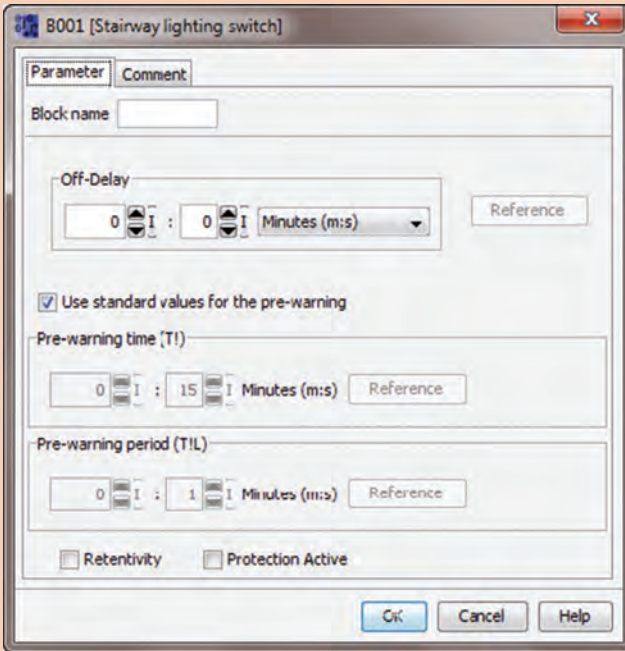 B001 [Stairway lighting switch]
Parameter Comment
Block name
Off-Delay
0 : 0 Minutes (m:s) Reference
Use standard values for the pre-warning
Pre-warning time (T!)
0 : 15 Minutes (m:s) Reference
Pre-warning period (T!L)
0 : 1 Minutes (m:s) Reference
Retentivity Protection Active
OK Cancel Help